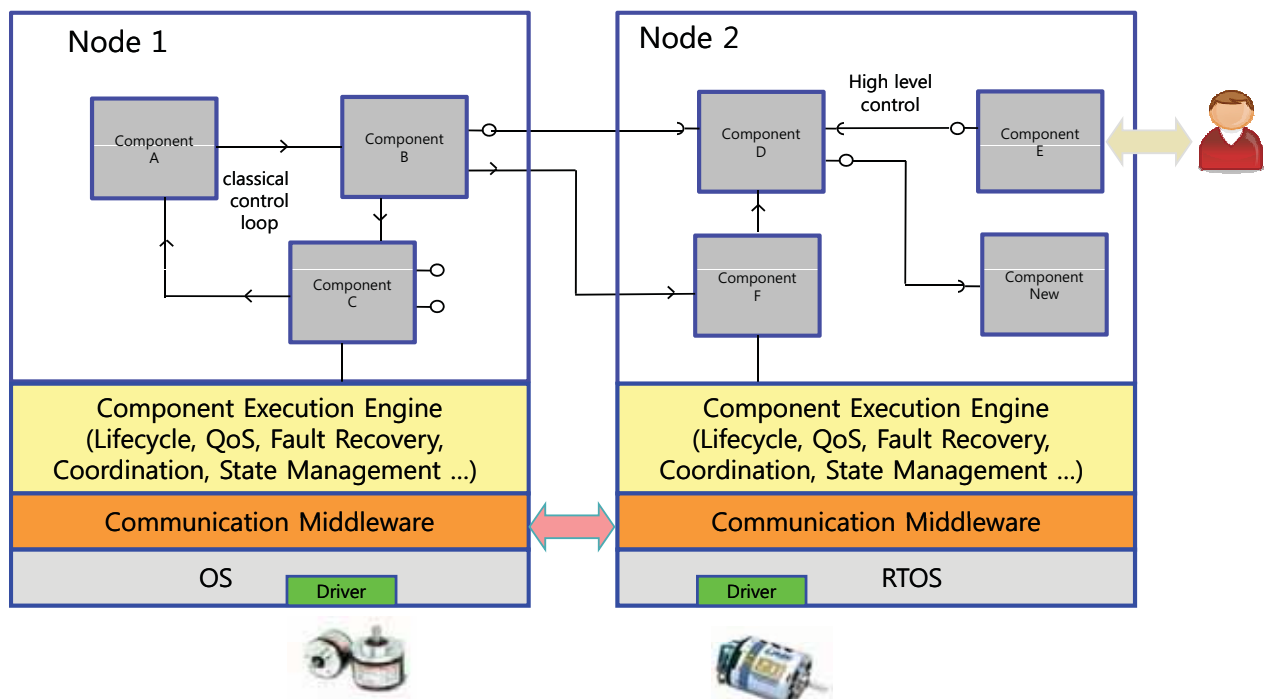 Node 1
Component
A
Component
B
classical
control
loop
Component
C
Node 2
High level
control
Component
D
Component
E
Component
F
Component
New
Component Execution Engine
(Lifecycle, QoS, Fault Recovery,
Coordination, State Management ...)
Communication Middleware
OS
Driver
Component Execution Engine
(Lifecycle, QoS, Fault Recovery,
Coordination, State Management ...)
Communication Middleware
RTOS
Driver